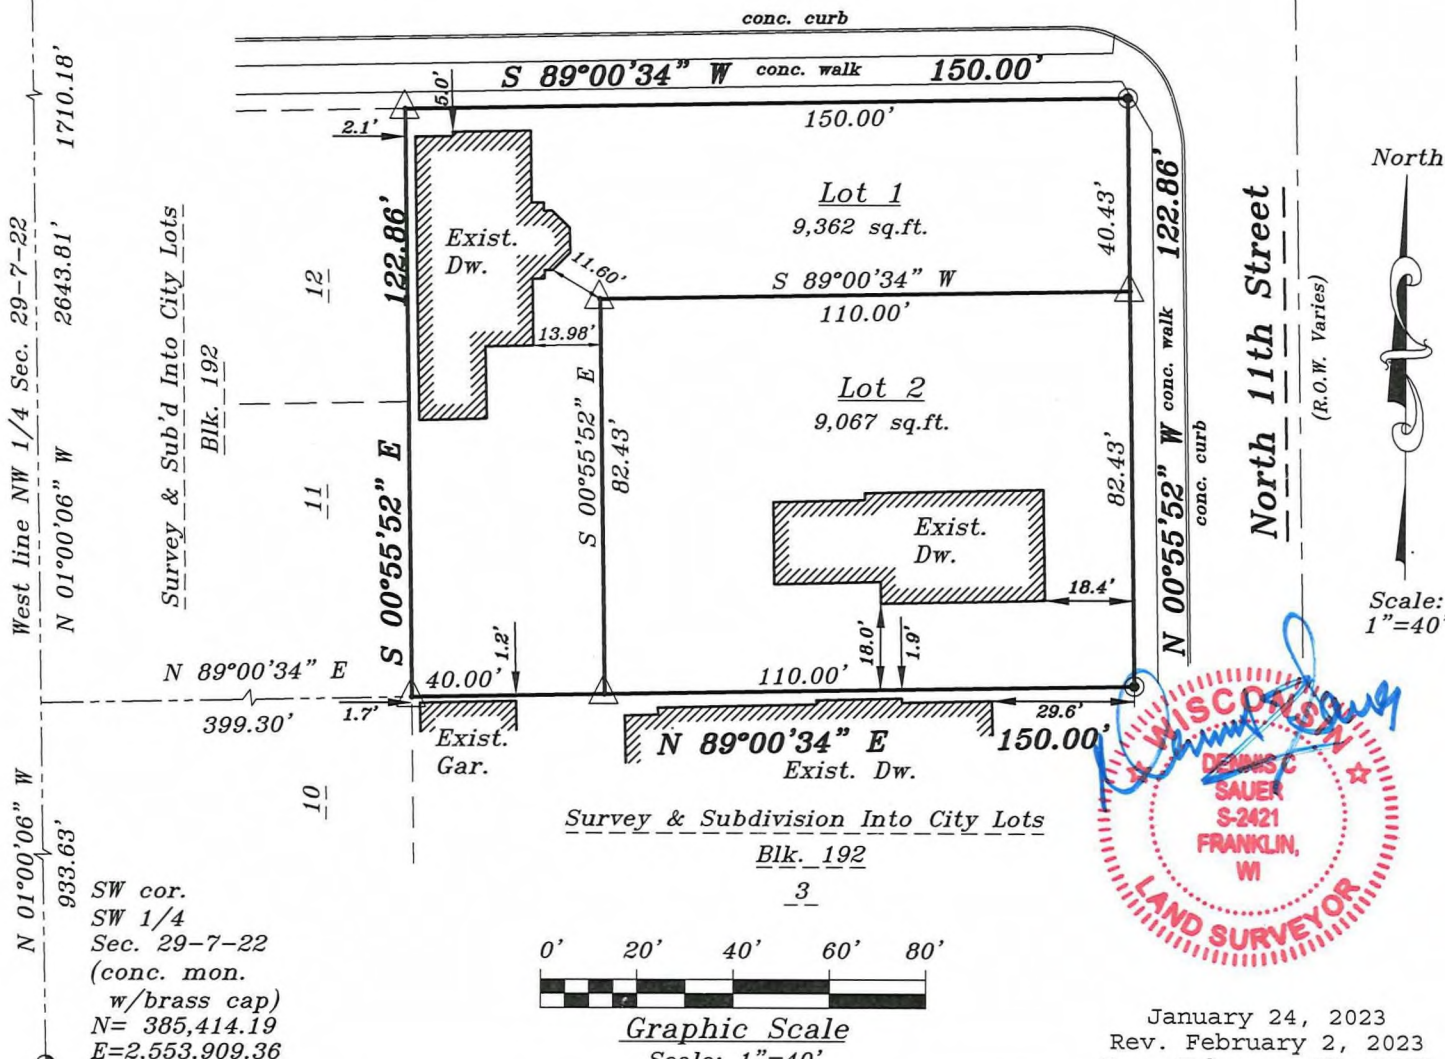 conc. curb
S 89°00'34" W conc. walk 150.00'
5.0'
150.00'
2.1'
1710.18'
2643.81'
N 01°00'06" W
West line NW 1/4 Sec. 29-7-22
Survey & Sub'd Into City Lots
Blk. 192
12
11
10
122.86'
S 00°55'52" E
Exist.
Dw.
11.60'
13.98'
Lot 1
9,362 sq.ft.
40.43'
S 89°00'34" W
110.00'
S 00°55'52" E
82.43'
Lot 2
9,067 sq.ft.
82.43'
Exist.
Dw.
18.4'
18.0'
1.9'
1.2'
122.86'
N 00°55'52" W
conc. walk
conc. curb
North 11th Street
(R.O.W. Varies)
North
Scale:
1"=40'
N 89°00'34" E
399.30'
40.00'
110.00'
1.7'
29.6'
Exist.
Gar.
N 89°00'34" E 150.00'
Exist. Dw.
Survey & Subdivision Into City Lots
Blk. 192
3
N 01°00'06" W
933.63'
SW cor.
SW 1/4
Sec. 29-7-22
(conc. mon.
w/brass cap)
N= 385,414.19
E=2,553,909.36
0' 20' 40' 60' 80'
Graphic Scale
Scale: 1"=40'
WISCONSIN
DENNIS C
SAUER
S-2421
FRANKLIN,
WI
LAND SURVEYOR
January 24, 2023
Rev. February 2, 2023